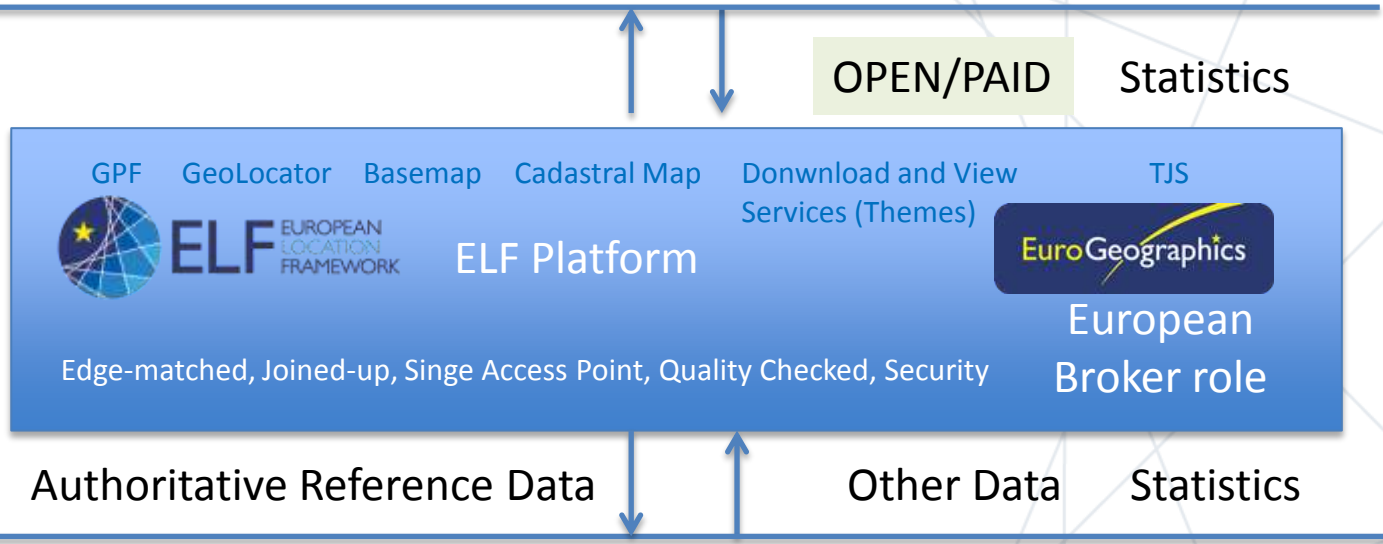 OPEN/PAID Statistics
GPF GeoLocator Basemap Cadastral Map Donwnload and View TJS
Services (Themes)
ELF EUROPEAN
LOCATION
FRAMEWORK
ELF Platform
EuroGeographics
European
Broker role
Edge-matched, Joined-up, Singe Access Point, Quality Checked, Security
Authoritative Reference Data Other Data Statistics